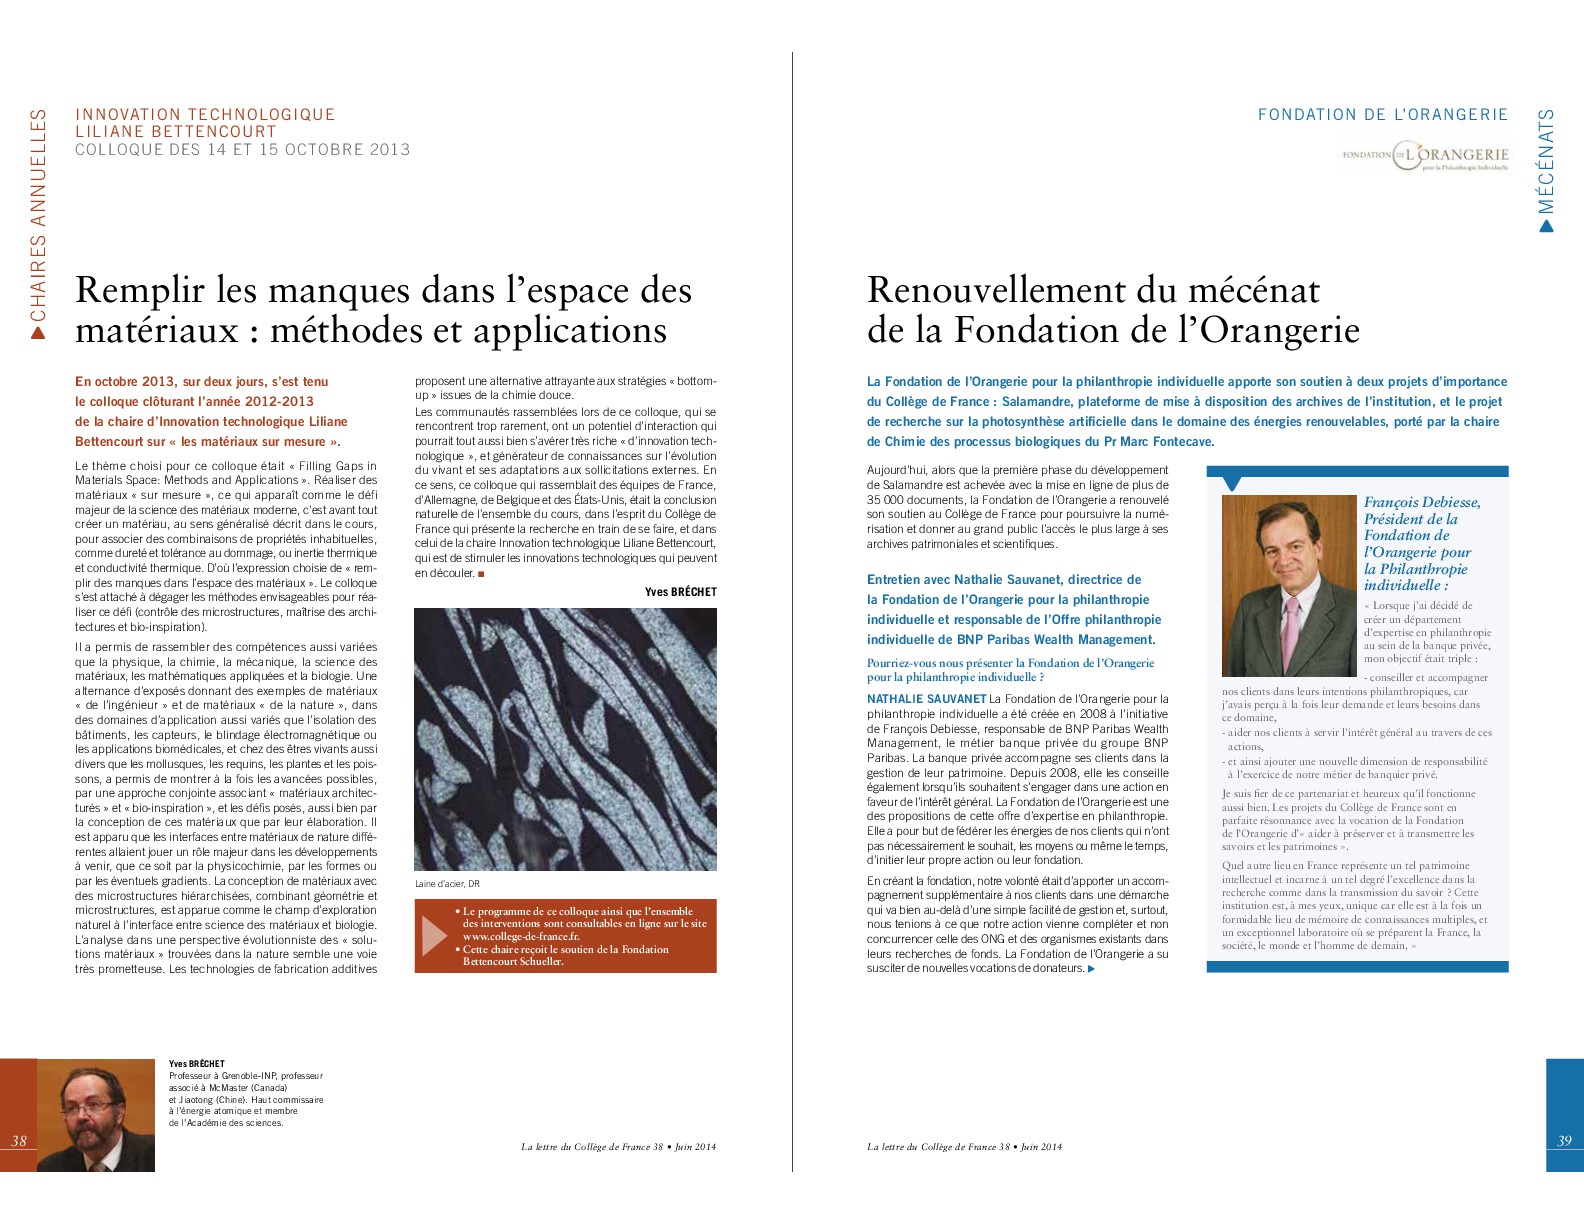 CHAIRES ANNUELLES
INNOVATION TECHNOLOGIQUE
LILIANE BETTENCOURT
COLLOQUE DES 14 ET 15 OCTOBRE 2013
Remplir les manques dans l’espace des
matériaux : méthodes et applications
En octobre 2013, sur deux jours, s’est tenu
le colloque clôturant l’année 2012-2013
de la chaire d’Innovation technologique Liliane
Bettencourt sur « les matériaux sur mesure ».
Le thème choisi pour ce colloque était « Filling Gaps in
Materials Space: Methods and Applications ». Réaliser des
matériaux « sur mesure », ce qui apparaît comme le défi
majeur de la science des matériaux moderne, c’est avant tout
créer un matériau, au sens généralisé décrit dans le cours,
pour associer des combinaisons de propriétés inhabituelles,
comme dureté et tolérance au dommage, ou inertie thermique
et conductivité thermique. D’où l’expression choisie de « rem-
plir des manques dans l’espace des matériaux ». Le colloque
s’est attaché à dégager les méthodes envisageables pour réa-
liser ce défi (contrôle des microstructures, maîtrise des archi-
tectures et bio-inspiration).
Il a permis de rassembler des compétences aussi variées
que la physique, la chimie, la mécanique, la science des
matériaux, les mathématiques appliquées et la biologie. Une
alternance d’exposés donnant des exemples de matériaux
« de l’ingénieur » et de matériaux « de la nature », dans
des domaines d’application aussi variés que l’isolation des
bâtiments, les capteurs, le blindage électromagnétique ou
les applications biomédicales, et chez des êtres vivants aussi
divers que les mollusques, les requins, les plantes et les pois-
sons, a permis de montrer à la fois les avancées possibles,
par une approche conjointe associant « matériaux architec-
turés » et « bio-inspiration », et les défis posés, aussi bien par
la conception de ces matériaux que par leur élaboration. Il
est apparu que les interfaces entre matériaux de nature diffé-
rentes allaient jouer un rôle majeur dans les développements
à venir, que ce soit par la physicochimie, par les formes ou
par les éventuels gradients. La conception de matériaux avec
des microstructures hiérarchisées, combinant géométrie et
microstructures, est apparue comme le champ d’exploration
naturel à l’interface entre science des matériaux et biologie.
L’analyse dans une perspective évolutionniste des « solu-
tions matériaux » trouvées dans la nature semble une voie
très prometteuse. Les technologies de fabrication additives
proposent une alternative attrayante aux stratégies « bottom-
up » issues de la chimie douce.
Les communautés rassemblées lors de ce colloque, qui se
rencontrent trop rarement, ont un potentiel d’interaction qui
pourrait tout aussi bien s’avérer très riche « d’innovation tech-
nologique », et générateur de connaissances sur l’évolution
du vivant et ses adaptations aux sollicitations externes. En
ce sens, ce colloque qui rassemblait des équipes de France,
d’Allemagne, de Belgique et des États-Unis, était la conclusion
naturelle de l’ensemble du cours, dans l’esprit du Collège de
France qui présente la recherche en train de se faire, et dans
celui de la chaire Innovation technologique Liliane Bettencourt,
qui est de stimuler les innovations technologiques qui peuvent
en découler.
Yves BRÉCHET
Laine d’acier, DR
• Le programme de ce colloque ainsi que l’ensemble
des interventions sont consultables en ligne sur le site
www.college-de-france.fr.
• Cette chaire reçoit le soutien de la Fondation
Bettencourt Schueller.
Yves BRÉCHET
Professeur à Grenoble-INP, professeur
associé à McMaster (Canada)
et Jiaotong (Chine). Haut commissaire
à l’énergie atomique et membre
de l’Académie des sciences.
38
La lettre du Collège de France 38 • Juin 2014
FONDATION DE L’ORANGERIE
FONDATION DE L’ORANGERIE
pour la Philanthropie Individuelle
MÉCÉNATS
Renouvellement du mécénat
de la Fondation de l’Orangerie
La Fondation de l’Orangerie pour la philanthropie individuelle apporte son soutien à deux projets d’importance
du Collège de France : Salamandre, plateforme de mise à disposition des archives de l’institution, et le projet
de recherche sur la photosynthèse artificielle dans le domaine des énergies renouvelables, porté par la chaire
de Chimie des processus biologiques du Pr Marc Fontecave.
Aujourd’hui, alors que la première phase du développement
de Salamandre est achevée avec la mise en ligne de plus de
35 000 documents, la Fondation de l’Orangerie a renouvelé
son soutien au Collège de France pour poursuivre la numé-
risation et donner au grand public l’accès le plus large à ses
archives patrimoniales et scientifiques.
Entretien avec Nathalie Sauvanet, directrice de
la Fondation de l’Orangerie pour la philanthropie
individuelle et responsable de l’Offre philanthropie
individuelle de BNP Paribas Wealth Management.
Pourriez-vous nous présenter la Fondation de l’Orangerie
pour la philanthropie individuelle ?
NATHALIE SAUVANET La Fondation de l’Orangerie pour la
philanthropie individuelle a été créée en 2008 à l’initiative
de François Debiesse, responsable de BNP Paribas Wealth
Management, le métier banque privée du groupe BNP
Paribas. La banque privée accompagne ses clients dans la
gestion de leur patrimoine. Depuis 2008, elle les conseille
également lorsqu’ils souhaitent s’engager dans une action en
faveur de l’intérêt général. La Fondation de l’Orangerie est une
des propositions de cette offre d’expertise en philanthropie.
Elle a pour but de fédérer les énergies de nos clients qui n’ont
pas nécessairement le souhait, les moyens ou même le temps,
d’initier leur propre action ou leur fondation.
En créant la fondation, notre volonté était d’apporter un accom-
pagnement supplémentaire à nos clients dans une démarche
qui va bien au-delà d’une simple facilité de gestion et, surtout,
nous tenions à ce que notre action vienne compléter et non
concurrencer celle des ONG et des organismes existants dans
leurs recherches de fonds. La Fondation de l’Orangerie a su
susciter de nouvelles vocations de donateurs.
François Debiesse,
Président de la
Fondation de
l’Orangerie pour
la Philanthropie
individuelle :
« Lorsque j’ai décidé de
créer un département
d’expertise en philanthropie
au sein de la banque privée,
mon objectif était triple :
- conseiller et accompagner
nos clients dans leurs intentions philanthropiques, car
j’avais perçu à la fois leur demande et leurs besoins dans
ce domaine,
- aider nos clients à servir l’intérêt général au travers de ces
actions,
- et ainsi ajouter une nouvelle dimension de responsabilité
à l’exercice de notre métier de banquier privé.
Je suis fier de ce partenariat et heureux qu’il fonctionne
aussi bien. Les projets du Collège de France sont en
parfaite résonnance avec la vocation de la Fondation
de l’Orangerie d’« aider à préserver et à transmettre les
savoirs et les patrimoines ».
Quel autre lieu en France représente un tel patrimoine
intellectuel et incarne à un tel degré l’excellence dans la
recherche comme dans la transmission du savoir ? Cette
institution est, à mes yeux, unique car elle est à la fois un
formidable lieu de mémoire de connaissances multiples, et
un exceptionnel laboratoire où se préparent la France, la
société, le monde et l’homme de demain. »
La lettre du Collège de France 38 • Juin 2014
39